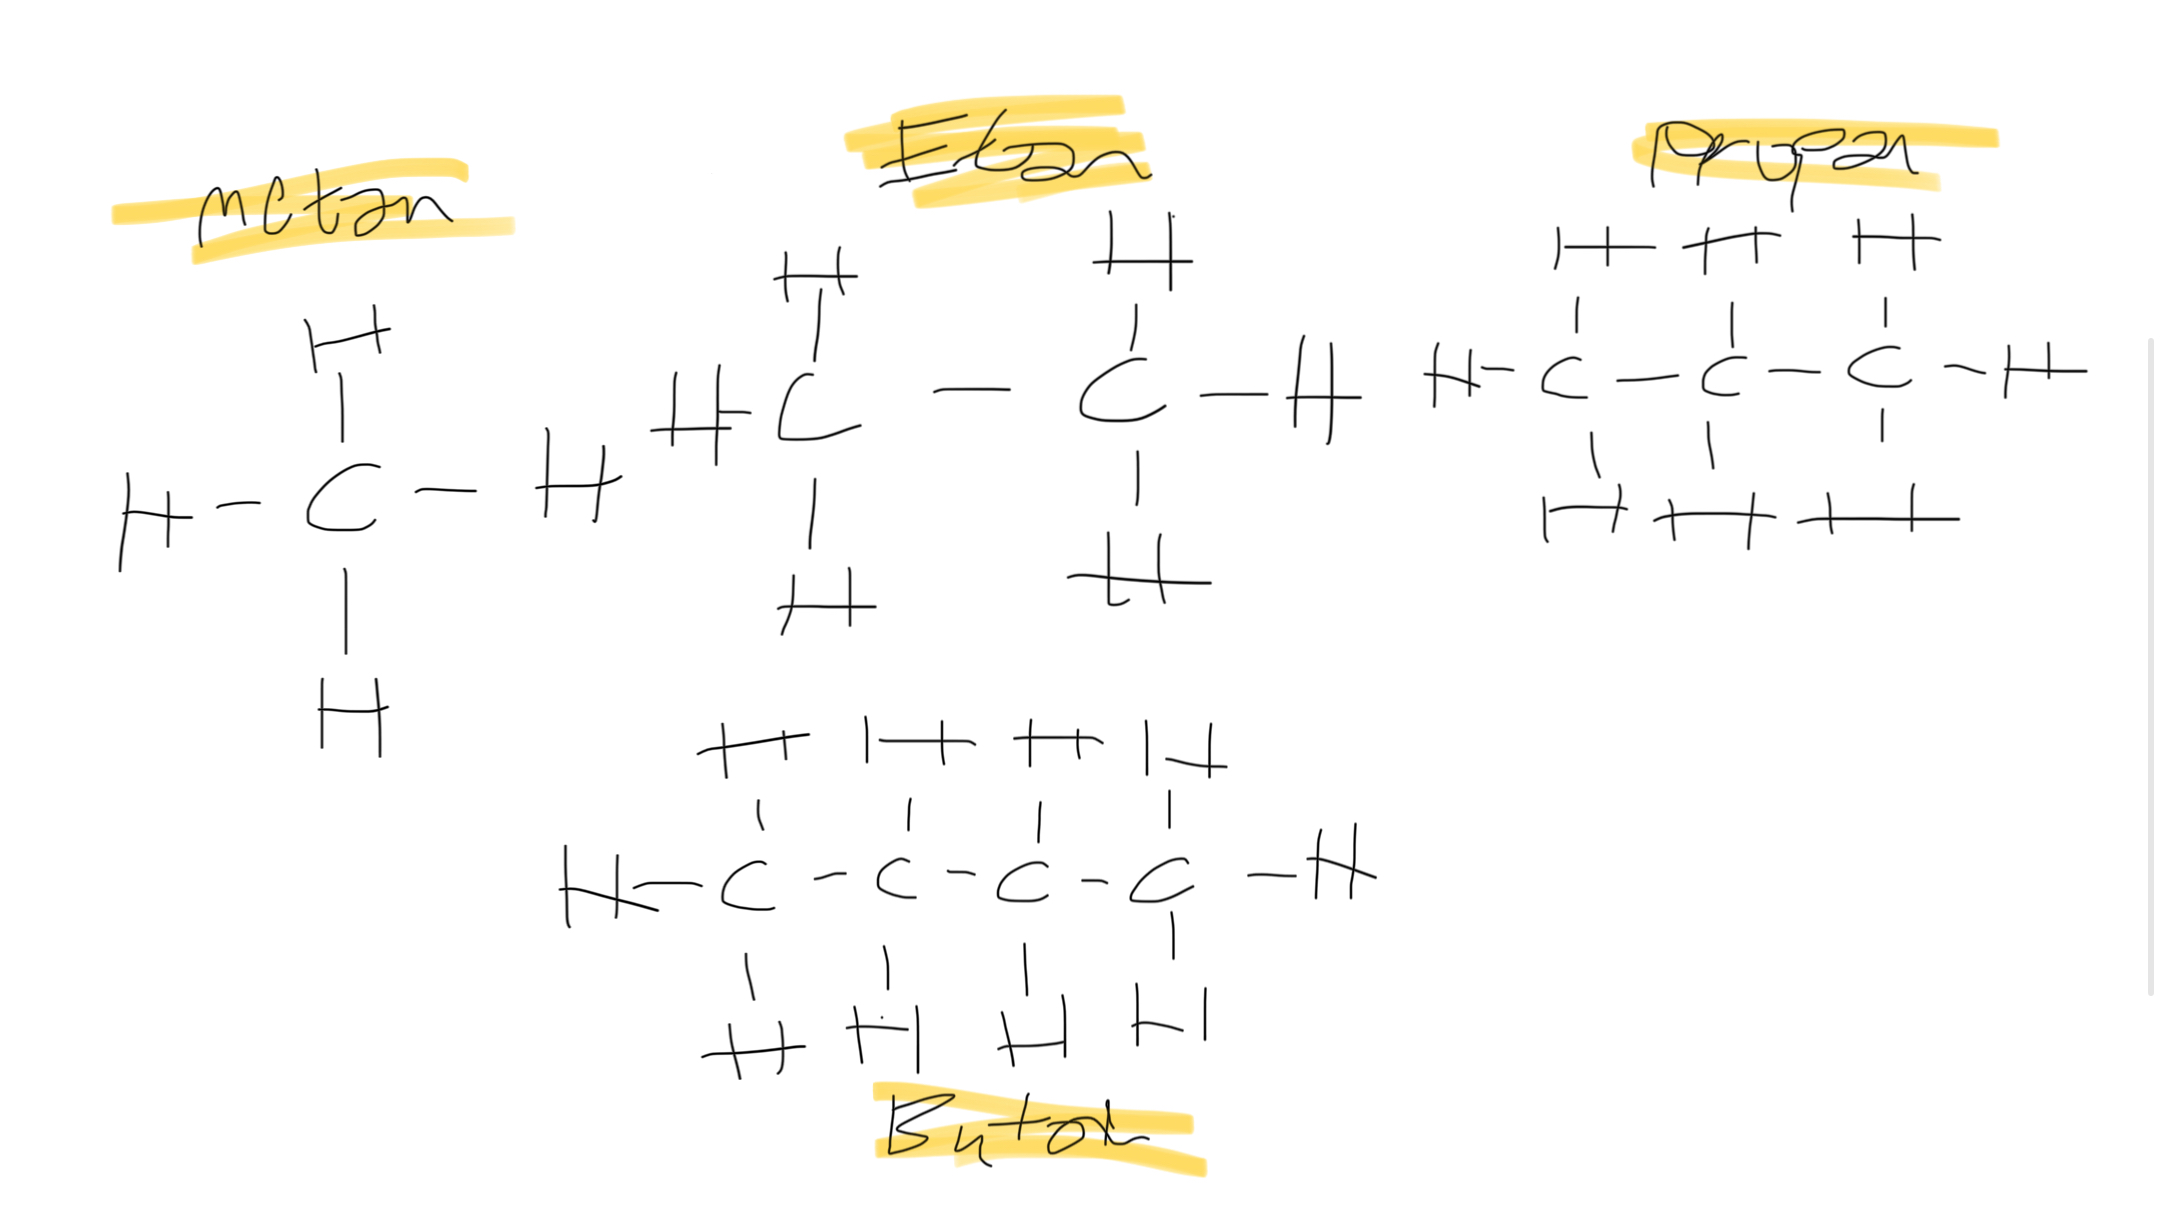 Metan
Etan
Propan
H
H - C - H
H
H H
H - C - C - H
H H
H H H
H - C - C - C - H
H H H
H H H H
H - C - C - C - C - H
H H H H
Butan